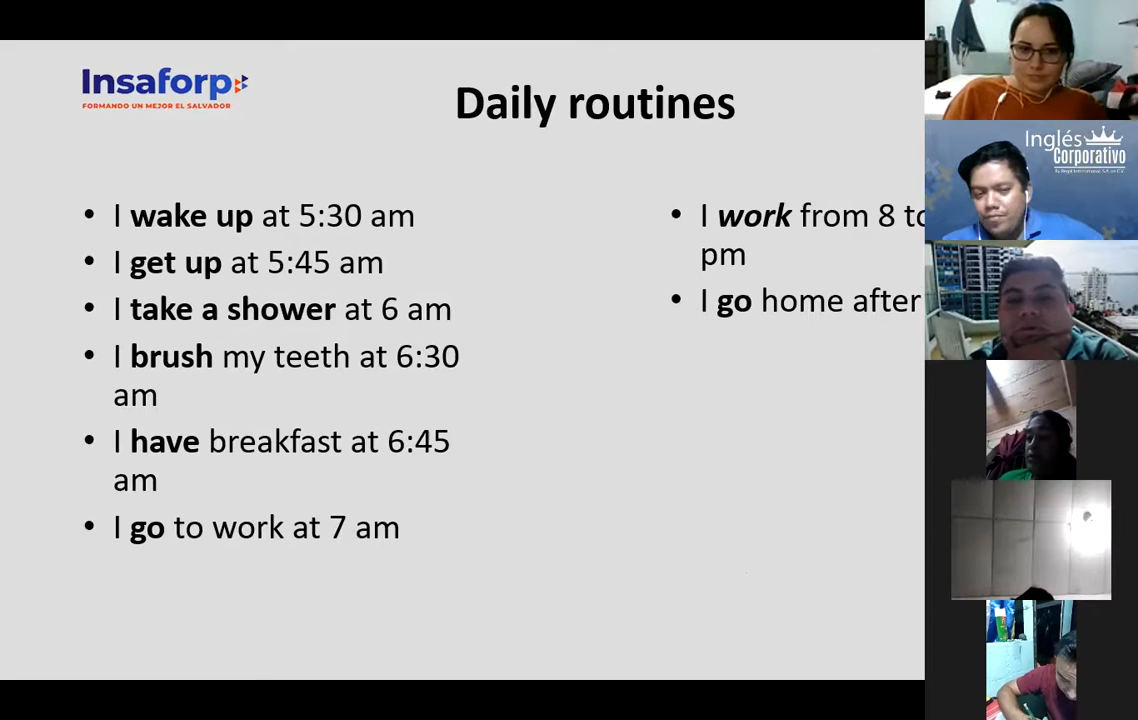 Insaforp
FORMANDO UN MEJOR EL SALVADOR
Daily routines
• I wake up at 5:30 am
• I get up at 5:45 am
• I take a shower at 6 am
• I brush my teeth at 6:30
am
• I have breakfast at 6:45
am
• I go to work at 7 am
• I work from 8 to
pm
• I go home after
Inglés
Corporativo